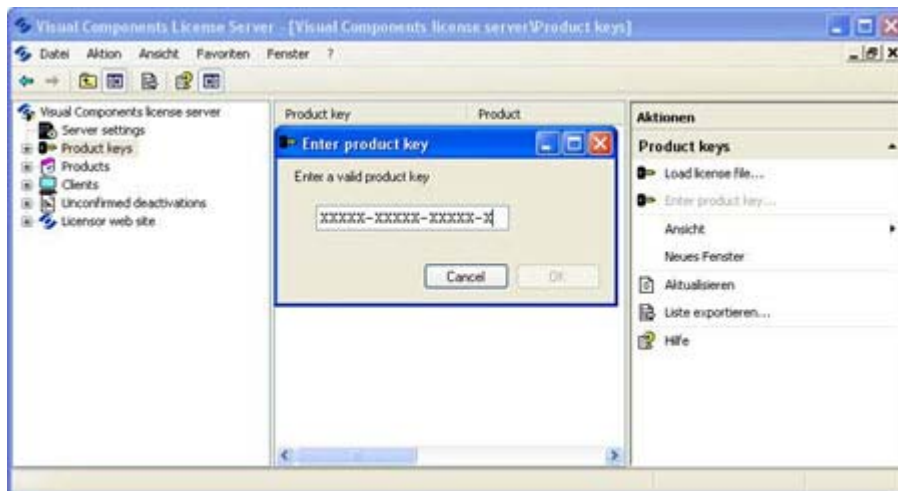 Visual Components License Server - [Visual Components license server\Product keys]
Datei Aktion Ansicht Favoriten Fenster ?
Visual Components license server
Server settings
Product keys
Products
Clients
Unconfirmed deactivations
Licensor web site
Product key Product
Enter product key
Enter a valid product key
XXXXX-XXXXX-XXXXX-X
Cancel OK
Aktionen
Product keys
Load license file...
Enter product key...
Ansicht
Neues Fenster
Aktualisieren
Liste exportieren...
Hilfe